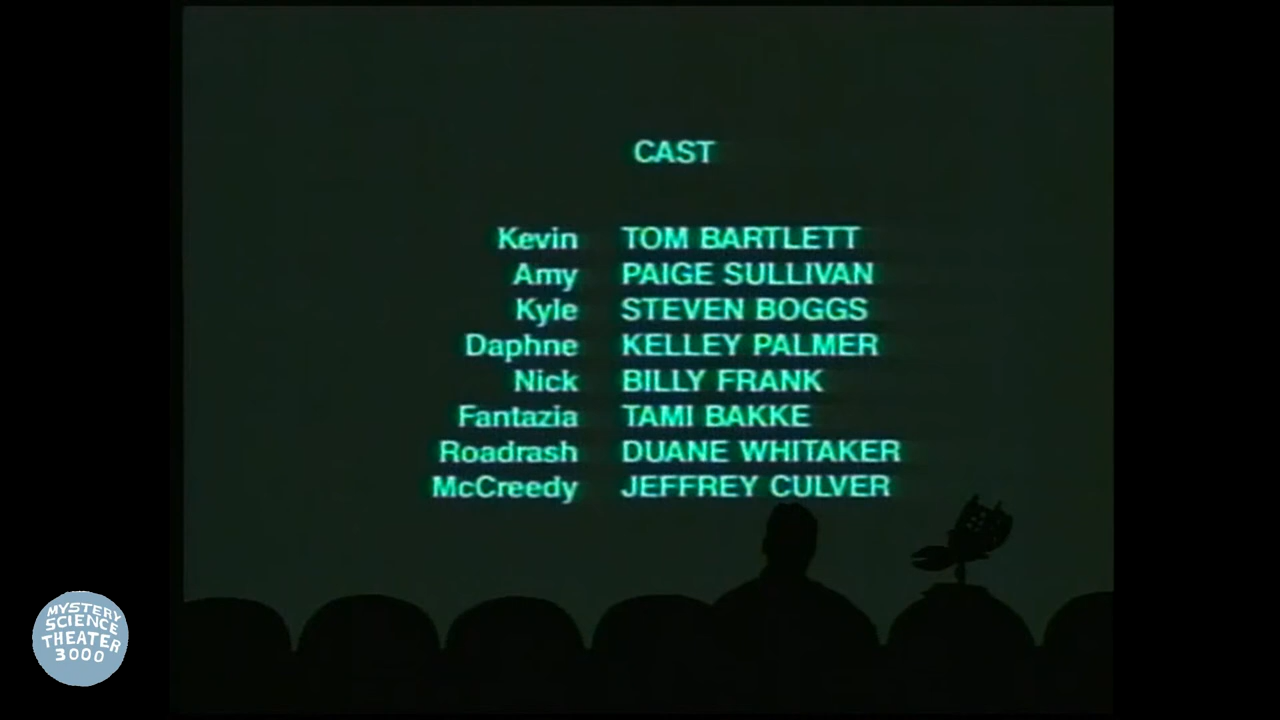 CAST
Kevin TOM BARTLETT
Amy PAIGE SULLIVAN
Kyle STEVEN BOGGS
Daphne KELLEY PALMER
Nick BILLY FRANK
Fantazia TAMI BAKKE
Roadrash DUANE WHITAKER
McCreedy JEFFREY CULVER
MYSTERY
SCIENCE
THEATER
3000